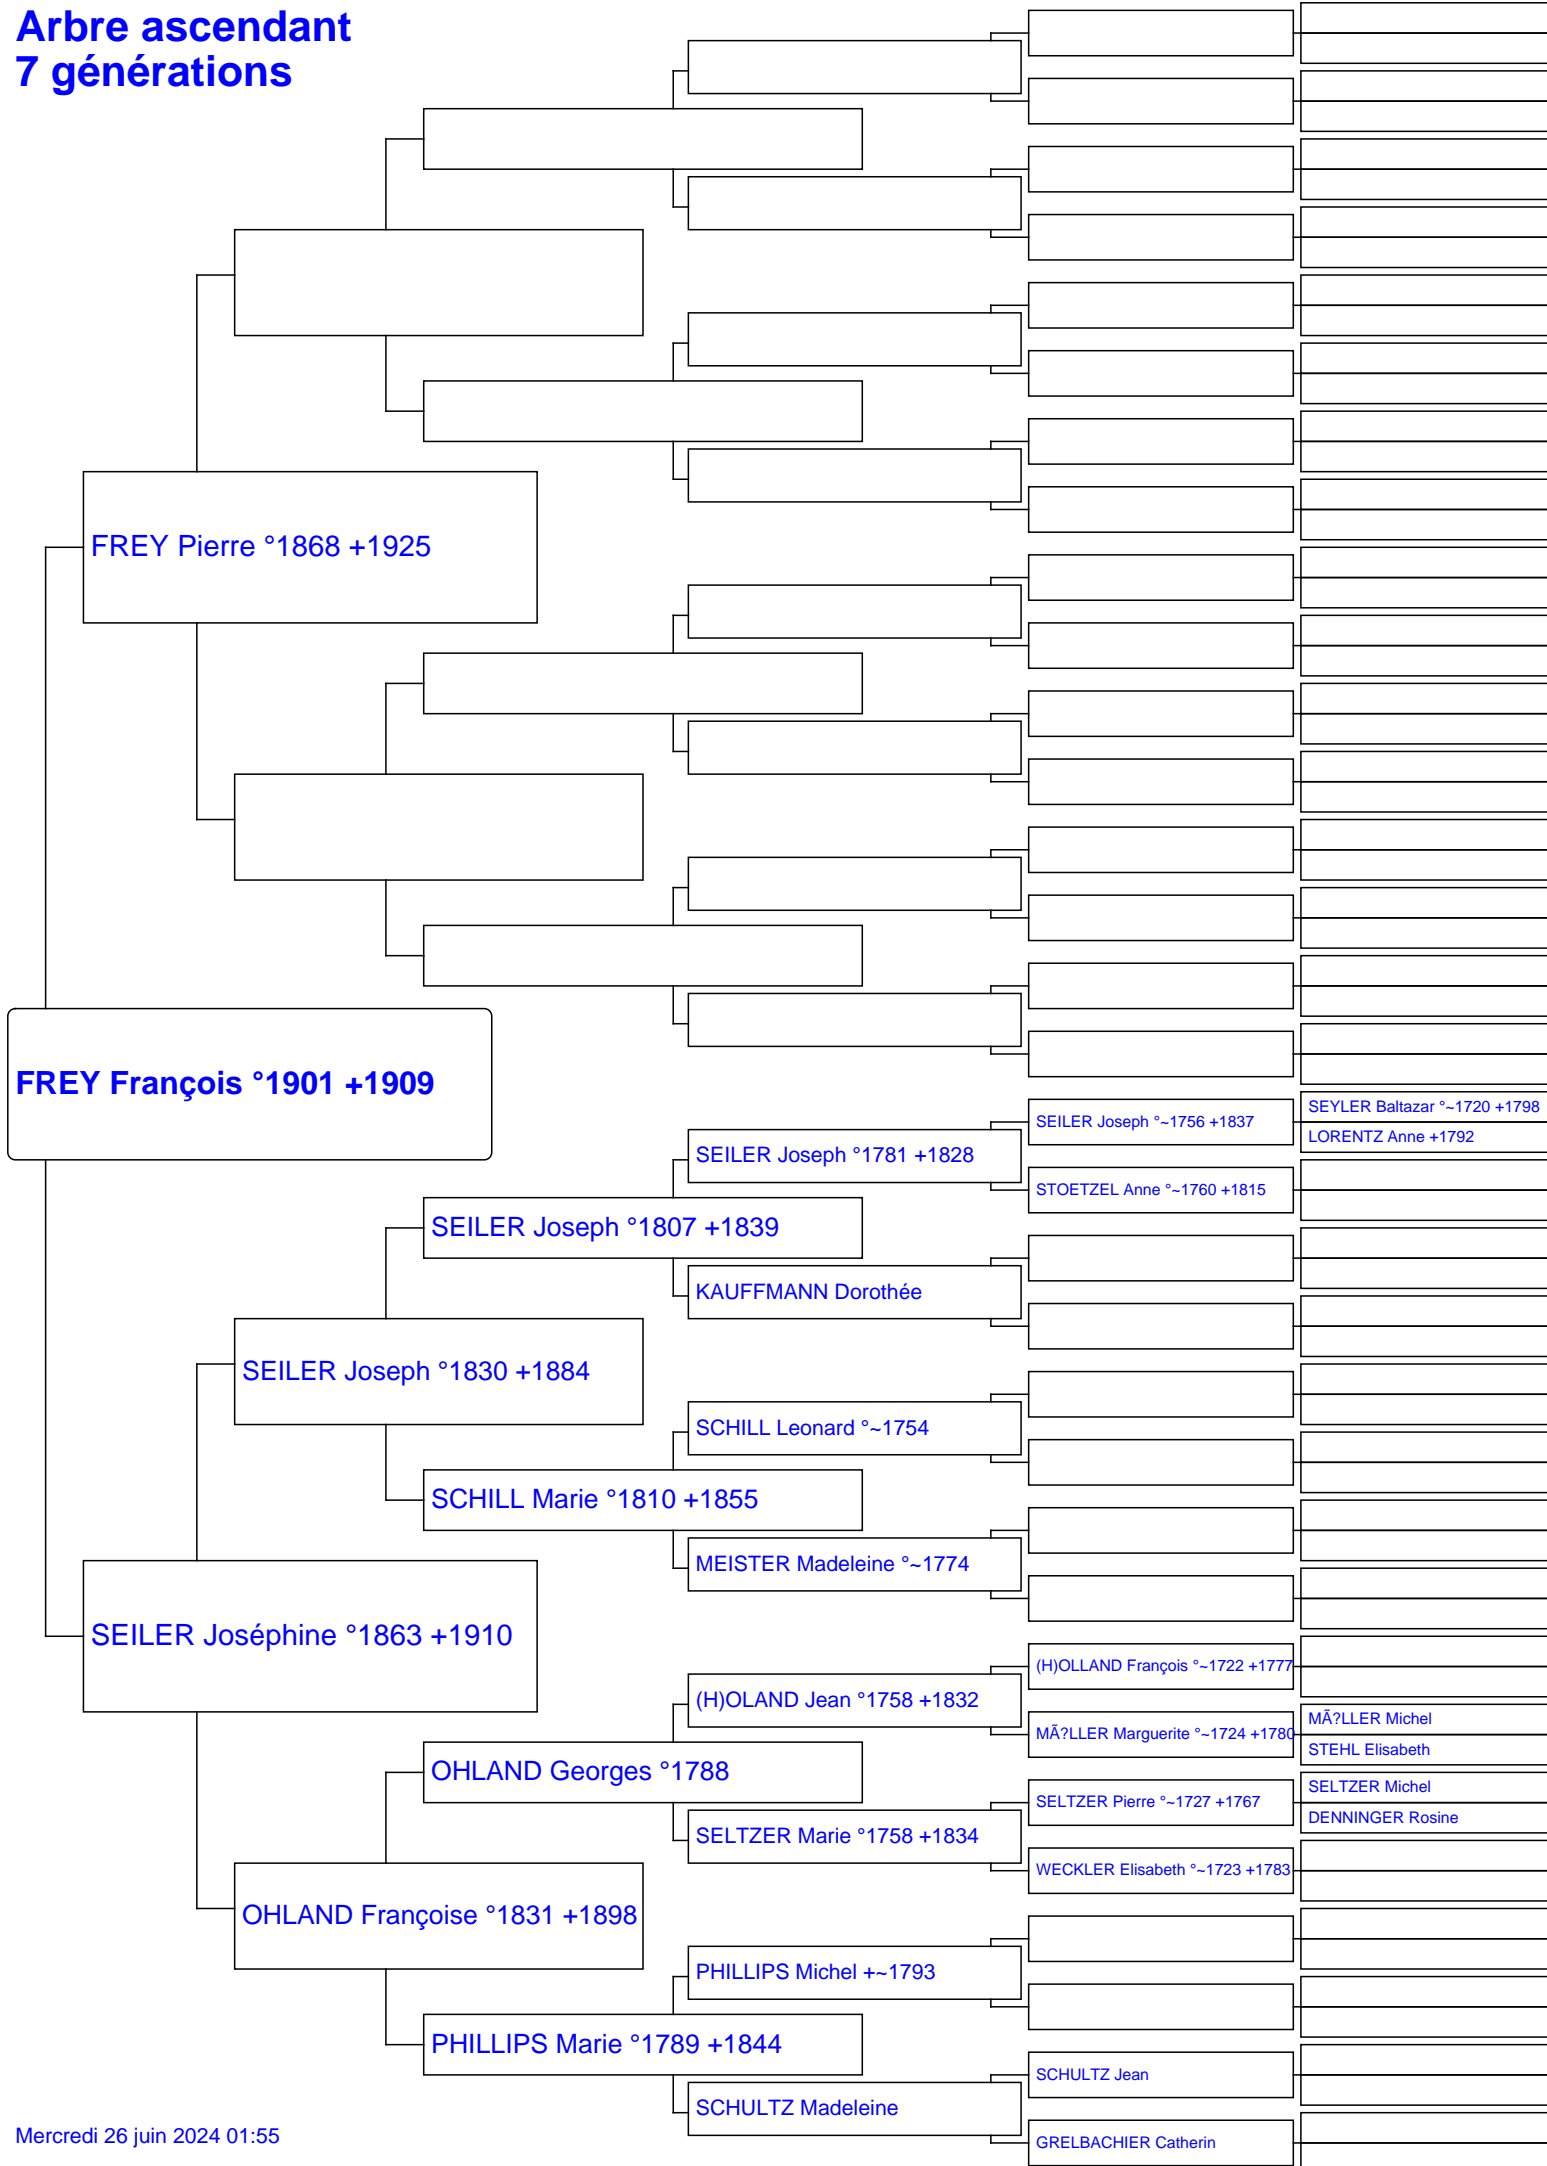 Arbre ascendant
7 générations
FREY Pierre °1868 +1925
FREY François °1901 +1909
SEYLER Baltazar °~1720 +1798
SEILER Joseph °~1756 +1837
LORENTZ Anne +1792
SEILER Joseph °1781 +1828
STOETZEL Anne °~1760 +1815
SEILER Joseph °1807 +1839
KAUFFMANN Dorothée
SEILER Joseph °1830 +1884
SCHILL Leonard °~1754
SCHILL Marie °1810 +1855
MEISTER Madeleine °~1774
SEILER Joséphine °1863 +1910
(H)OLLAND François °~1722 +1777
(H)OLAND Jean °1758 +1832
MÃ?LLER Michel
MÃ?LLER Marguerite °~1724 +1780
STEHL Elisabeth
OHLAND Georges °1788
SELTZER Michel
SELTZER Pierre °~1727 +1767
DENNINGER Rosine
SELTZER Marie °1758 +1834
WECKLER Elisabeth °~1723 +1783
OHLAND Françoise °1831 +1898
PHILLIPS Michel +~1793
PHILLIPS Marie °1789 +1844
SCHULTZ Jean
SCHULTZ Madeleine
GRELBACHIER Catherin
Mercredi 26 juin 2024 01:55